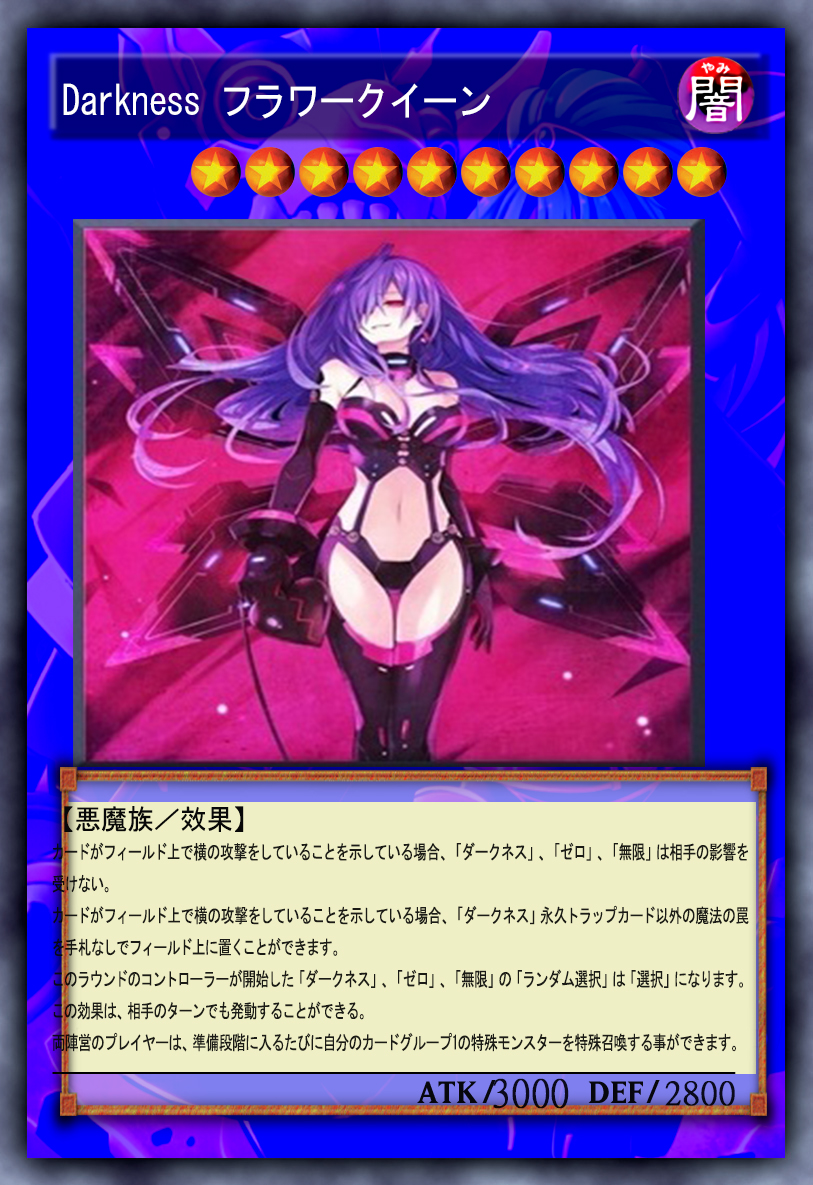 Darkness フラワークイーン
やみ
闇
【悪魔族／効果】
カードがフィールド上で横の攻撃をしていることを示している場合、「ダークネス」、「ゼロ」、「無限」は相手の影響を
受けない。
カードがフィールド上で横の攻撃をしていることを示している場合、「ダークネス」永久トラップカード以外の魔法の罠
を手札なしでフィールド上に置くことができます。
このラウンドのコントローラーが開始した「ダークネス」、「ゼロ」、「無限」の「ランダム選択」は「選択」になります。
この効果は、相手のターンでも発動することができる。
両陣営のプレイヤーは、準備段階に入るたびに自分のカードグループ1の特殊モンスターを特殊召喚する事ができます。
ATK/3000 DEF/2800